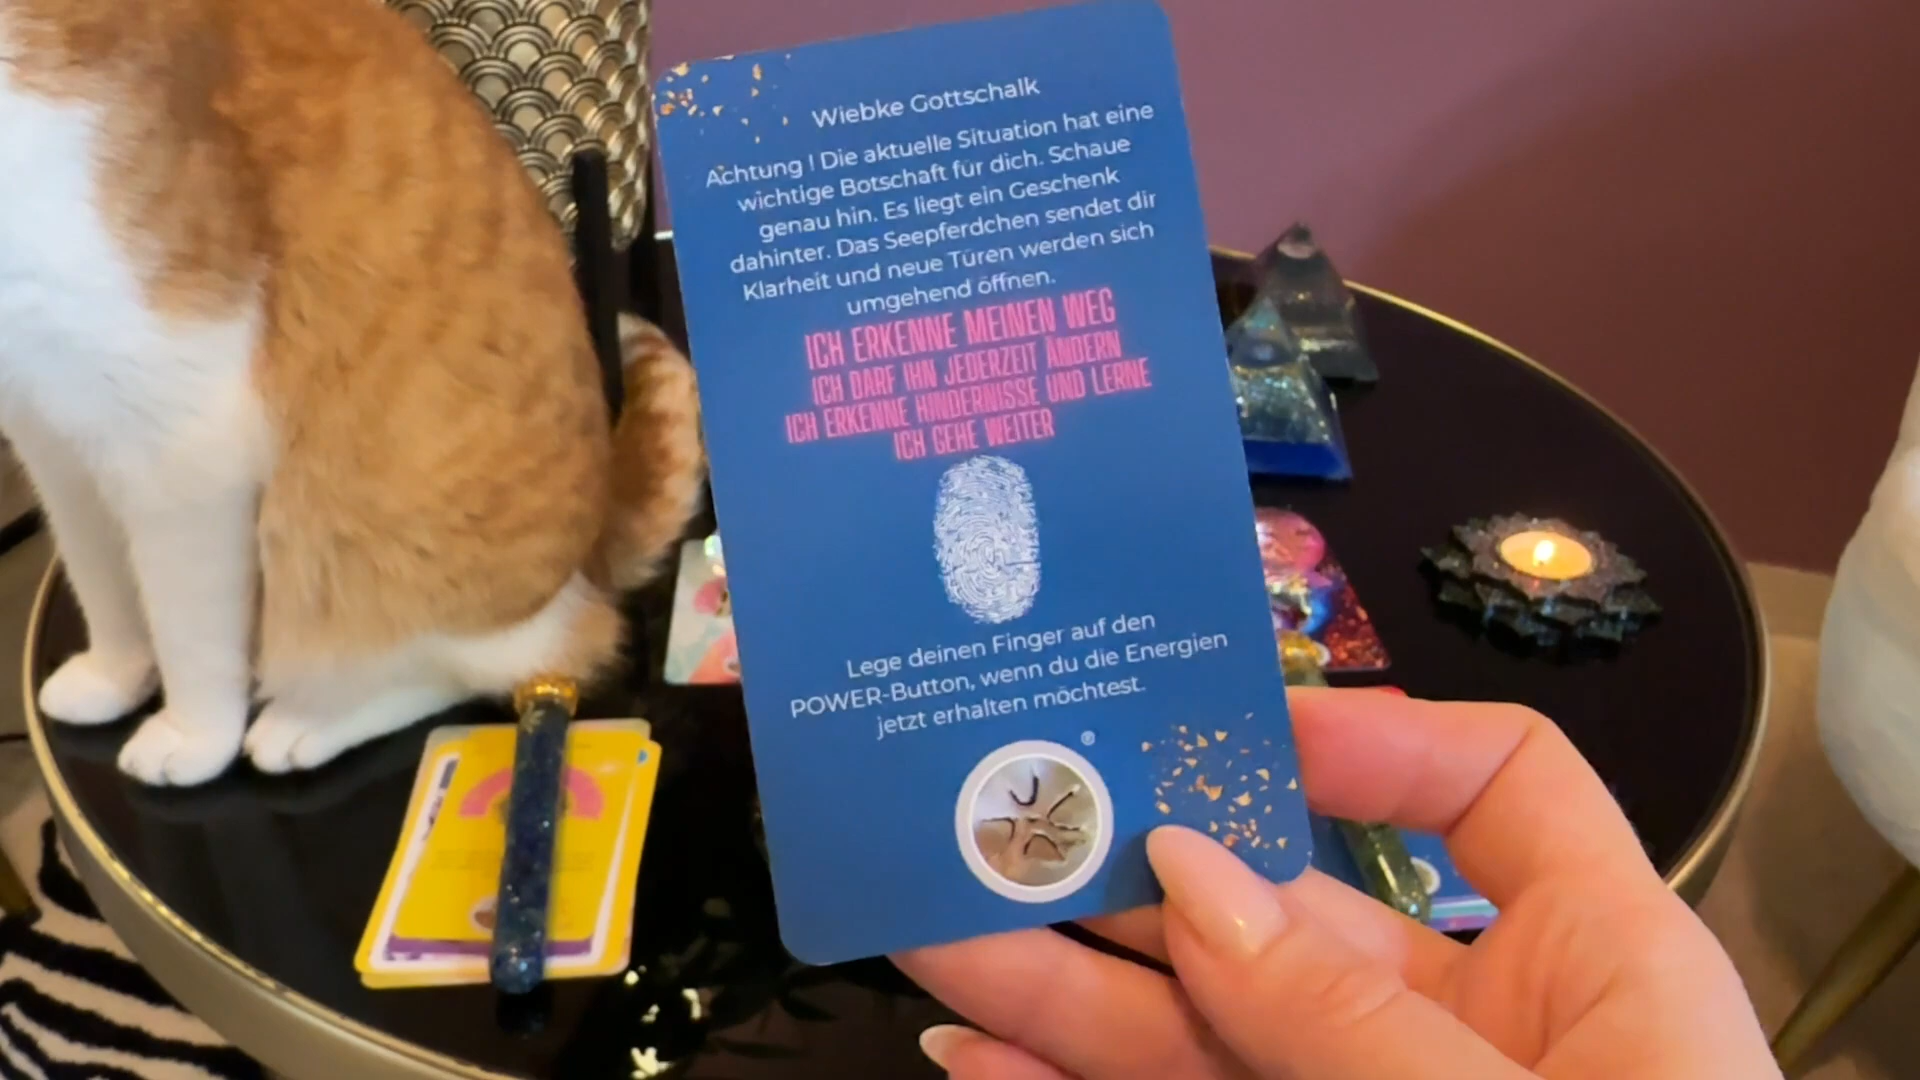 Wiebke Gottschalk
Achtung ! Die aktuelle Situation hat eine
wichtige Botschaft für dich. Schaue
genau hin. Es liegt ein Geschenk
dahinter. Das Seepferdchen sendet dir
Klarheit und neue Türen werden sich
umgehend öffnen.
ICH ERKENNE MEINEN WEG
ICH DARF IHN JEDERZEIT ÄNDERN
ICH ERKENNE HINDERNISSE UND LERNE
ICH GEHE WEITER
Lege deinen Finger auf den
POWER-Button, wenn du die Energien
jetzt erhalten möchtest.
®